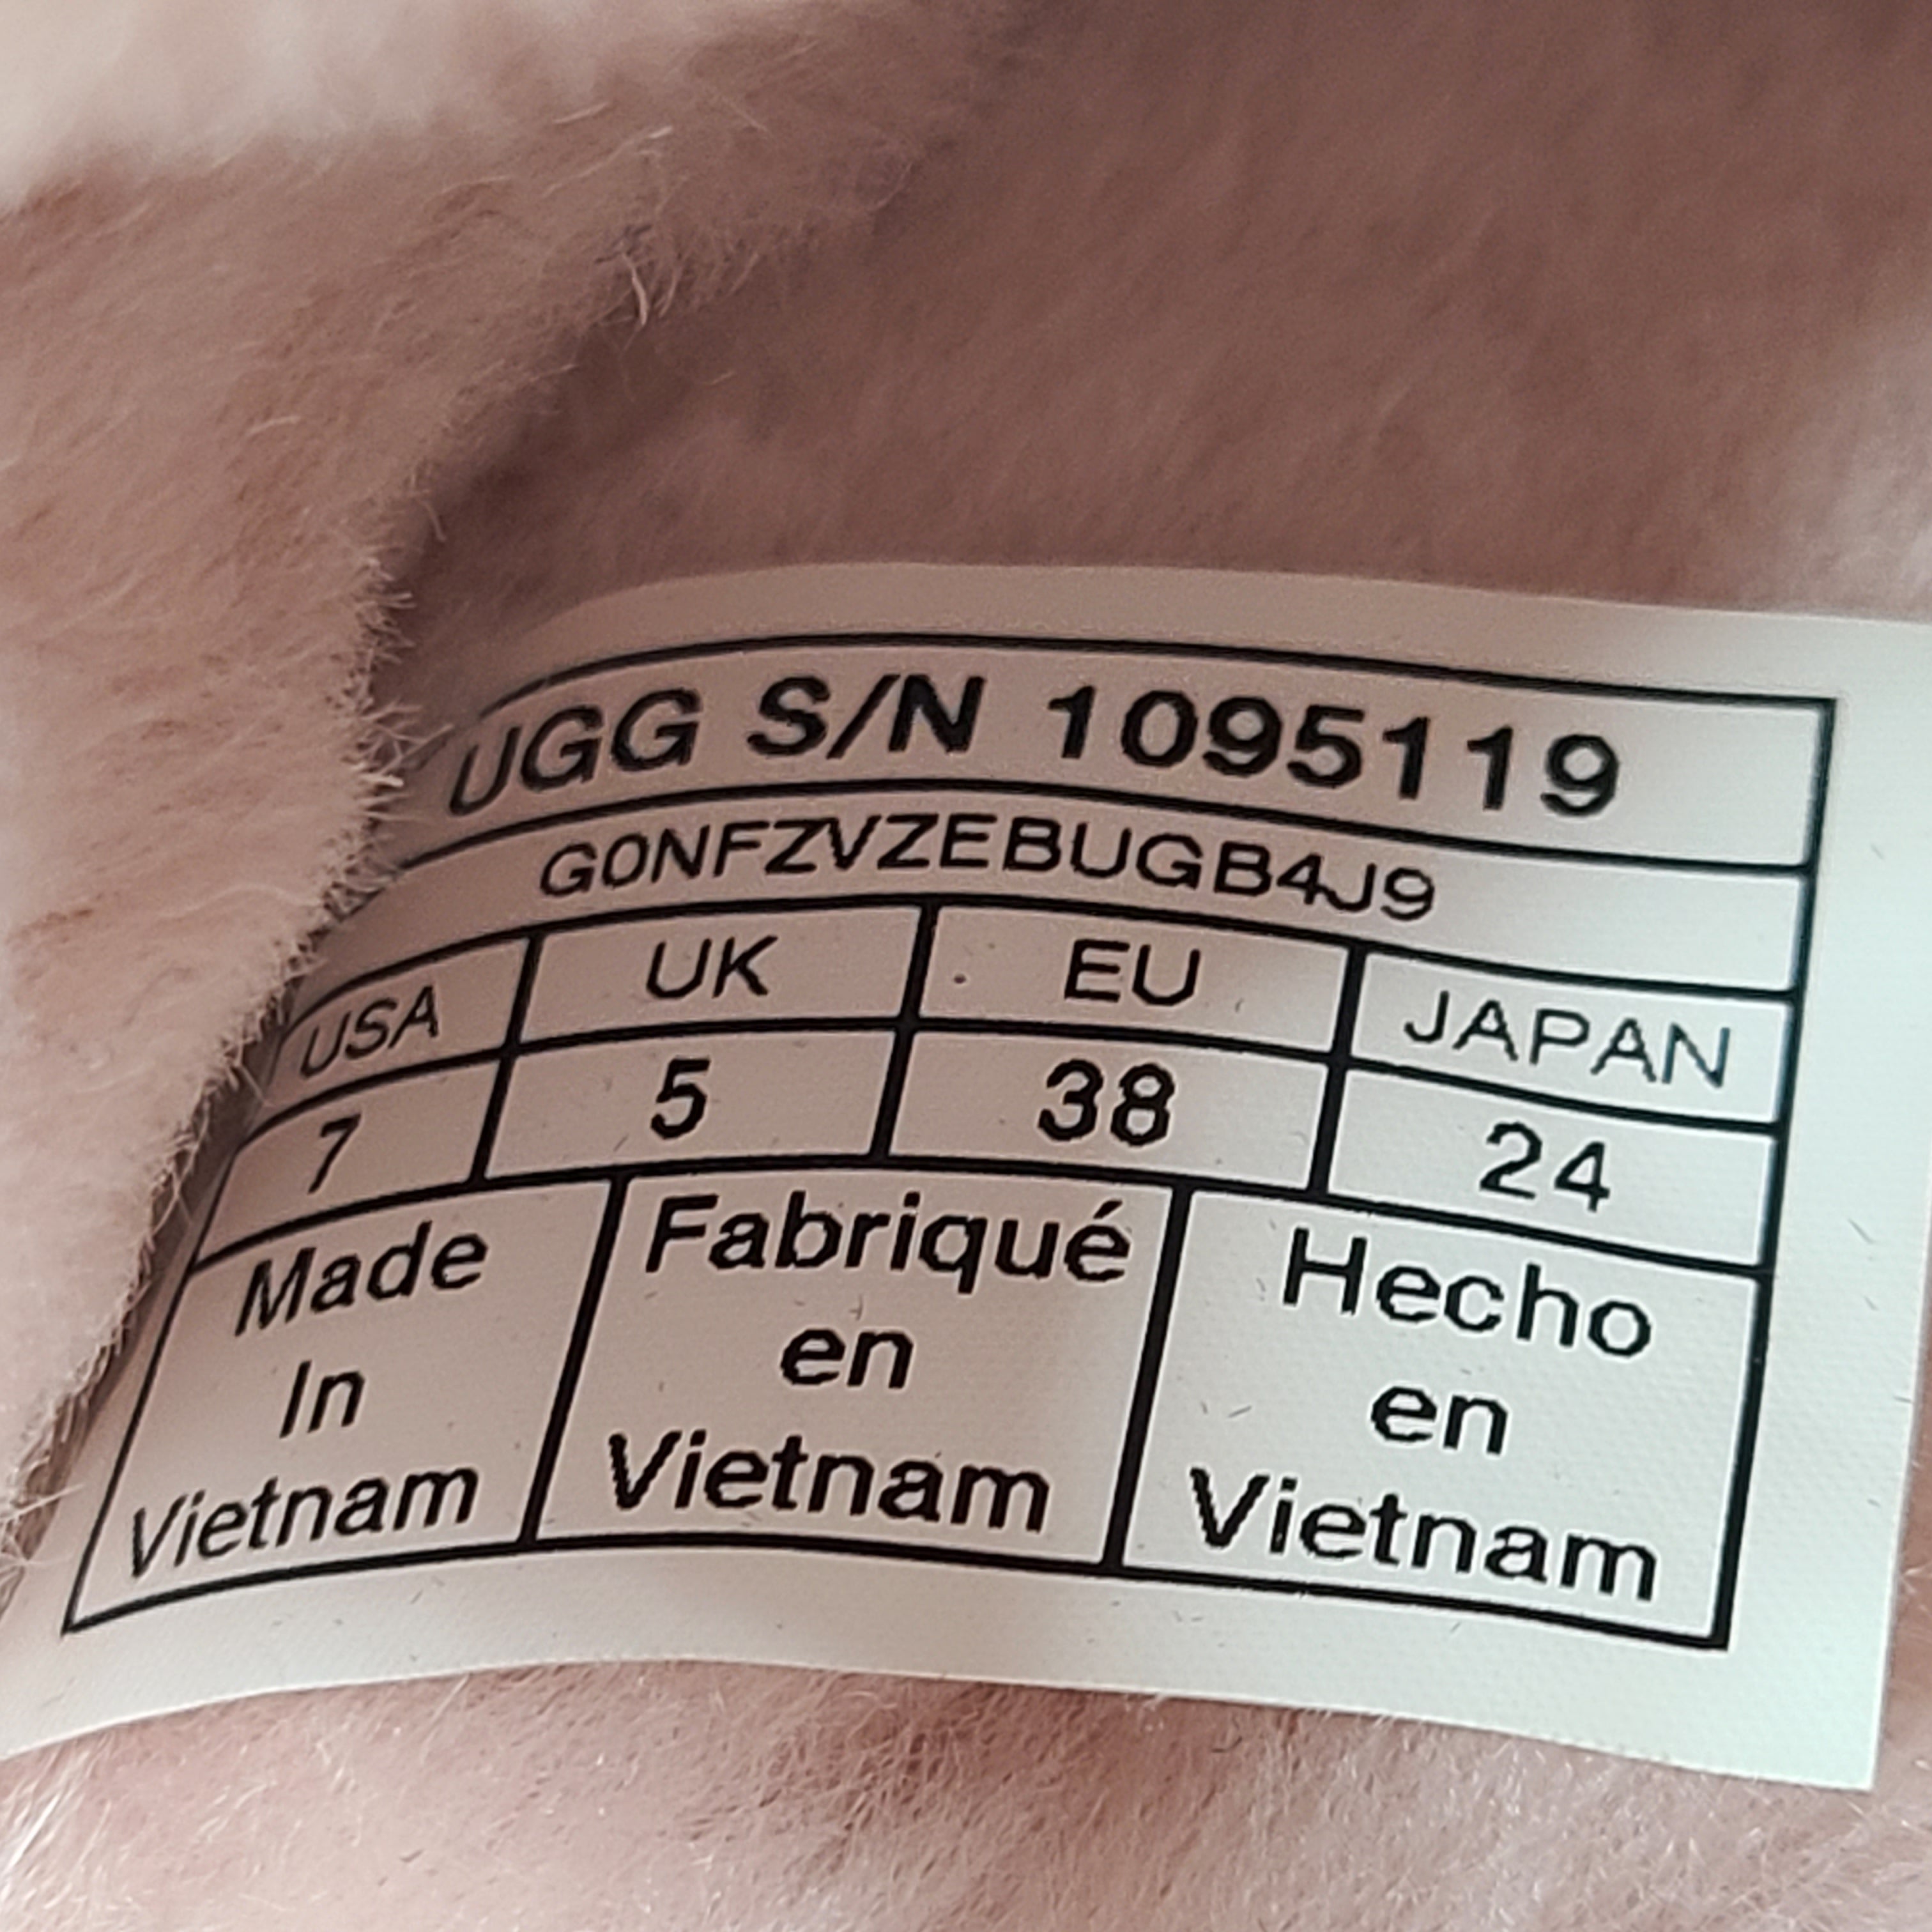 UGG S/N 1095119
G0NFZVZEBUGB4J9
USA UK EU JAPAN
7 5 38 24
Made In Vietnam
Fabriqué en Vietnam
Hecho en Vietnam